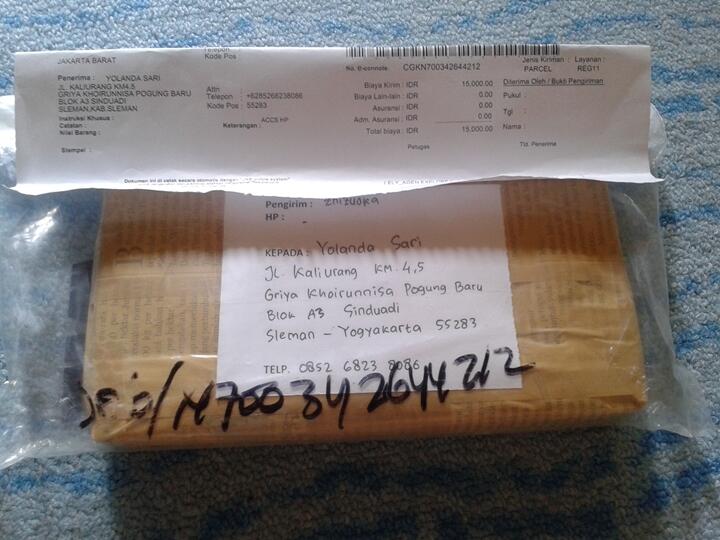 Telepon :
Kode Pos
JAKARTA BARAT
No. e-connote. CGKN700342644212
Jenis Kiriman : Layanan :
PARCEL REG11
Penerima : YOLANDA SARI
JL. KALIURANG KM4,5
GRIYA KHOIRUNNISA POGUNG BARU
BLOK A3 SINDUADI
SLEMAN,KAB.SLEMAN
Instruksi Khusus :
Catatan :
Nilai Barang :
Stempel :
Attn
Telepon : +6285268238086
Kode Pos : 55283
ACCS HP
Keterangan :
Biaya Kirim : IDR 15,000.00
Biaya Lain-lain : IDR 0.00
Asuransi : IDR 0.00
Adm. Asuransi : IDR 0.00
Total biaya : IDR 15,000.00
Petugas
Diterima Oleh / Bukti Pengiriman
Pukul :
Tgl :
Nama :
Ttd. Penerima
Pengirim :
HP : -
KEPADA : Yolanda Sari
Jl. Kaliurang KM 4,5
Griya Khoirunnisa Pogung Baru
Blok A3 Sinduadi
Sleman - Yogyakarta 55283
TELP. 0852 6823 8086
700342644212